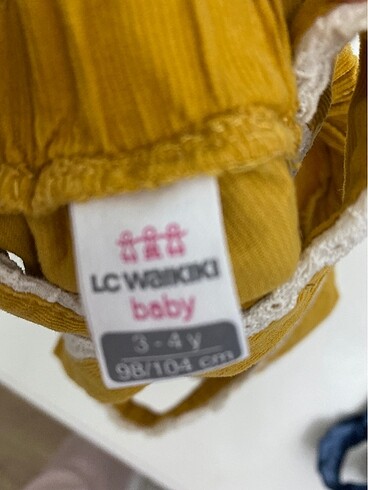 LC WAIKIKI
baby
3 - 4 y
98/104 cm